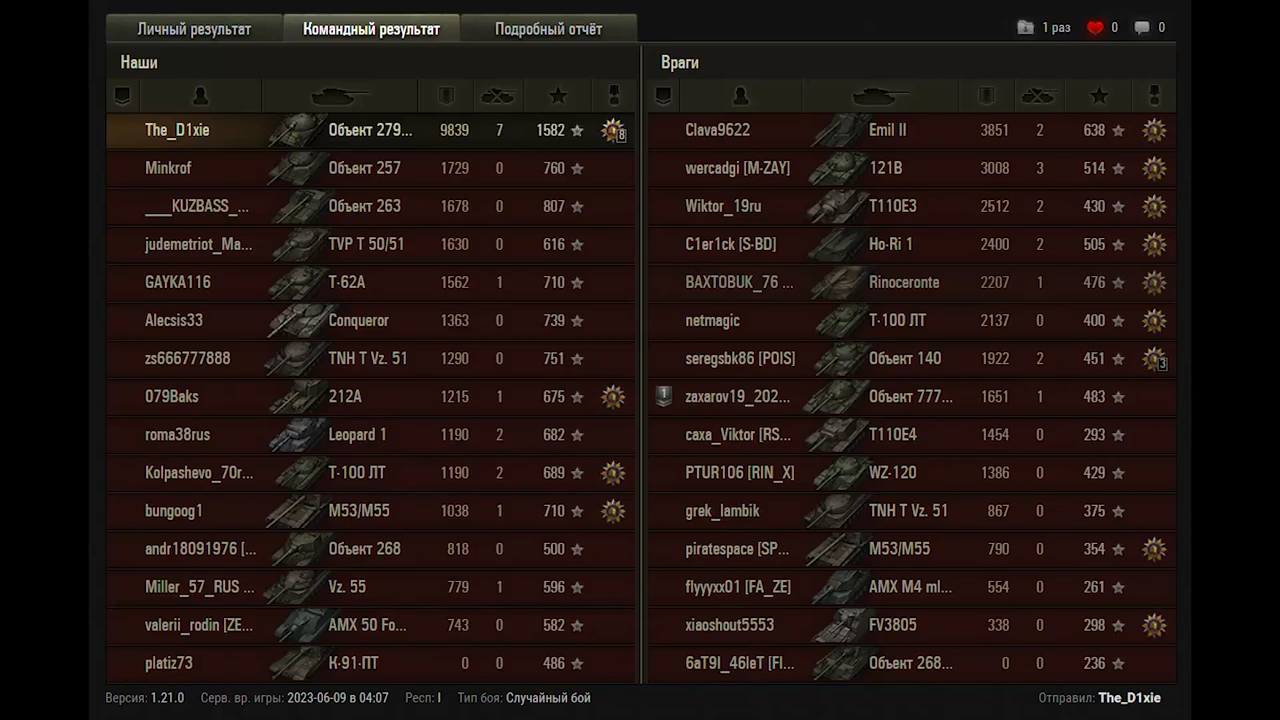 Личный результат Командный результат Подробный отчёт 1 раз 0 0
Наши Враги
The_D1xie Объект 279... 9839 7 1582 8 Clava9622 Emil II 3851 2 638
Minkrof Объект 257 1729 0 760 wercadgi [M-ZAY] 121B 3008 3 514
___KUZBASS_... Объект 263 1678 0 807 Wiktor_19ru T110E3 2512 2 430
judemetriot_Ma... TVP T 50/51 1630 0 616 C1er1ck [S-BD] Ho-Ri 1 2400 2 505
GAYKA116 Т-62А 1562 1 710 BAXTOBUK_76 ... Rinoceronte 2207 1 476
Alecsis33 Conqueror 1363 0 739 netmagic Т-100 ЛТ 2137 0 400
zs666777888 TNH T Vz. 51 1290 0 751 seregsbk86 [POIS] Объект 140 1922 2 451 3
079Baks 212А 1215 1 675 1 zaxarov19_202... Объект 777... 1651 1 483
roma38rus Leopard 1 1190 2 682 caxa_Viktor [RS... T110E4 1454 0 293
Kolpashevo_70r... Т-100 ЛТ 1190 2 689 PTUR106 [RIN_X] WZ-120 1386 0 429
bungoog1 M53/M55 1038 1 710 grek_lambik TNH T Vz. 51 867 0 375
andr18091976 [... Объект 268 818 0 500 piratespace [SP... M53/M55 790 0 354
Miller_57_RUS ... Vz. 55 779 1 596 flyyyxx01 [FA_ZE] AMX M4 ml... 554 0 261
valerii_rodin [ZE... AMX 50 Fo... 743 0 582 xiaoshout5553 FV3805 338 0 298
platiz73 К-91-ПТ 0 0 486 6aT9I_46leT [FI... Объект 268... 0 0 236
Версия: 1.21.0 Серв. вр. игры: 2023-06-09 в 04:07 Респ: I Тип боя: Случайный бой Отправил: The_D1xie